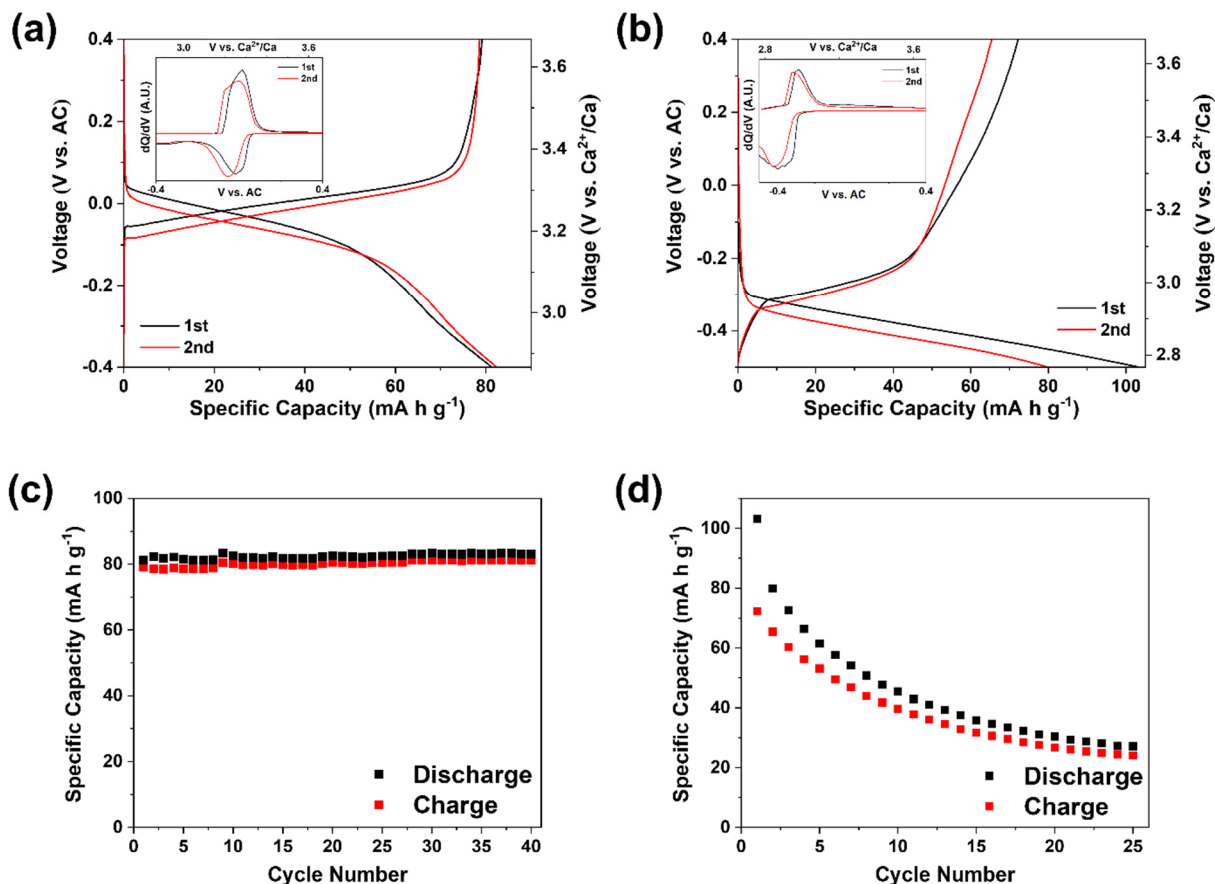 (a)
0.4
0.2
0.0
-0.2
-0.4
Voltage (V vs. AC)
3.0 V vs. Ca²⁺/Ca 3.6
1st
2nd
dQ/dV (A.U.)
-0.4 V vs. AC 0.4
3.6
3.4
3.2
3.0
Voltage (V vs. Ca²⁺/Ca)
1st
2nd
0 20 40 60 80
Specific Capacity (mA h g⁻¹)
(b)
0.4
0.2
0.0
-0.2
-0.4
Voltage (V vs. AC)
V vs. Ca²⁺/Ca
2.8 3.6
1st
2nd
dQ/dV (A.U.)
-0.4 0.4
V vs. AC
3.6
3.4
3.2
3.0
2.8
Voltage (V vs. Ca²⁺/Ca)
1st
2nd
0 20 40 60 80 100
Specific Capacity (mA h g⁻¹)
(c)
100
80
60
40
20
0
Specific Capacity (mA h g⁻¹)
Discharge
Charge
0 5 10 15 20 25 30 35 40
Cycle Number
(d)
100
80
60
40
20
0
Specific Capacity (mA h g⁻¹)
Discharge
Charge
0 5 10 15 20 25
Cycle Number